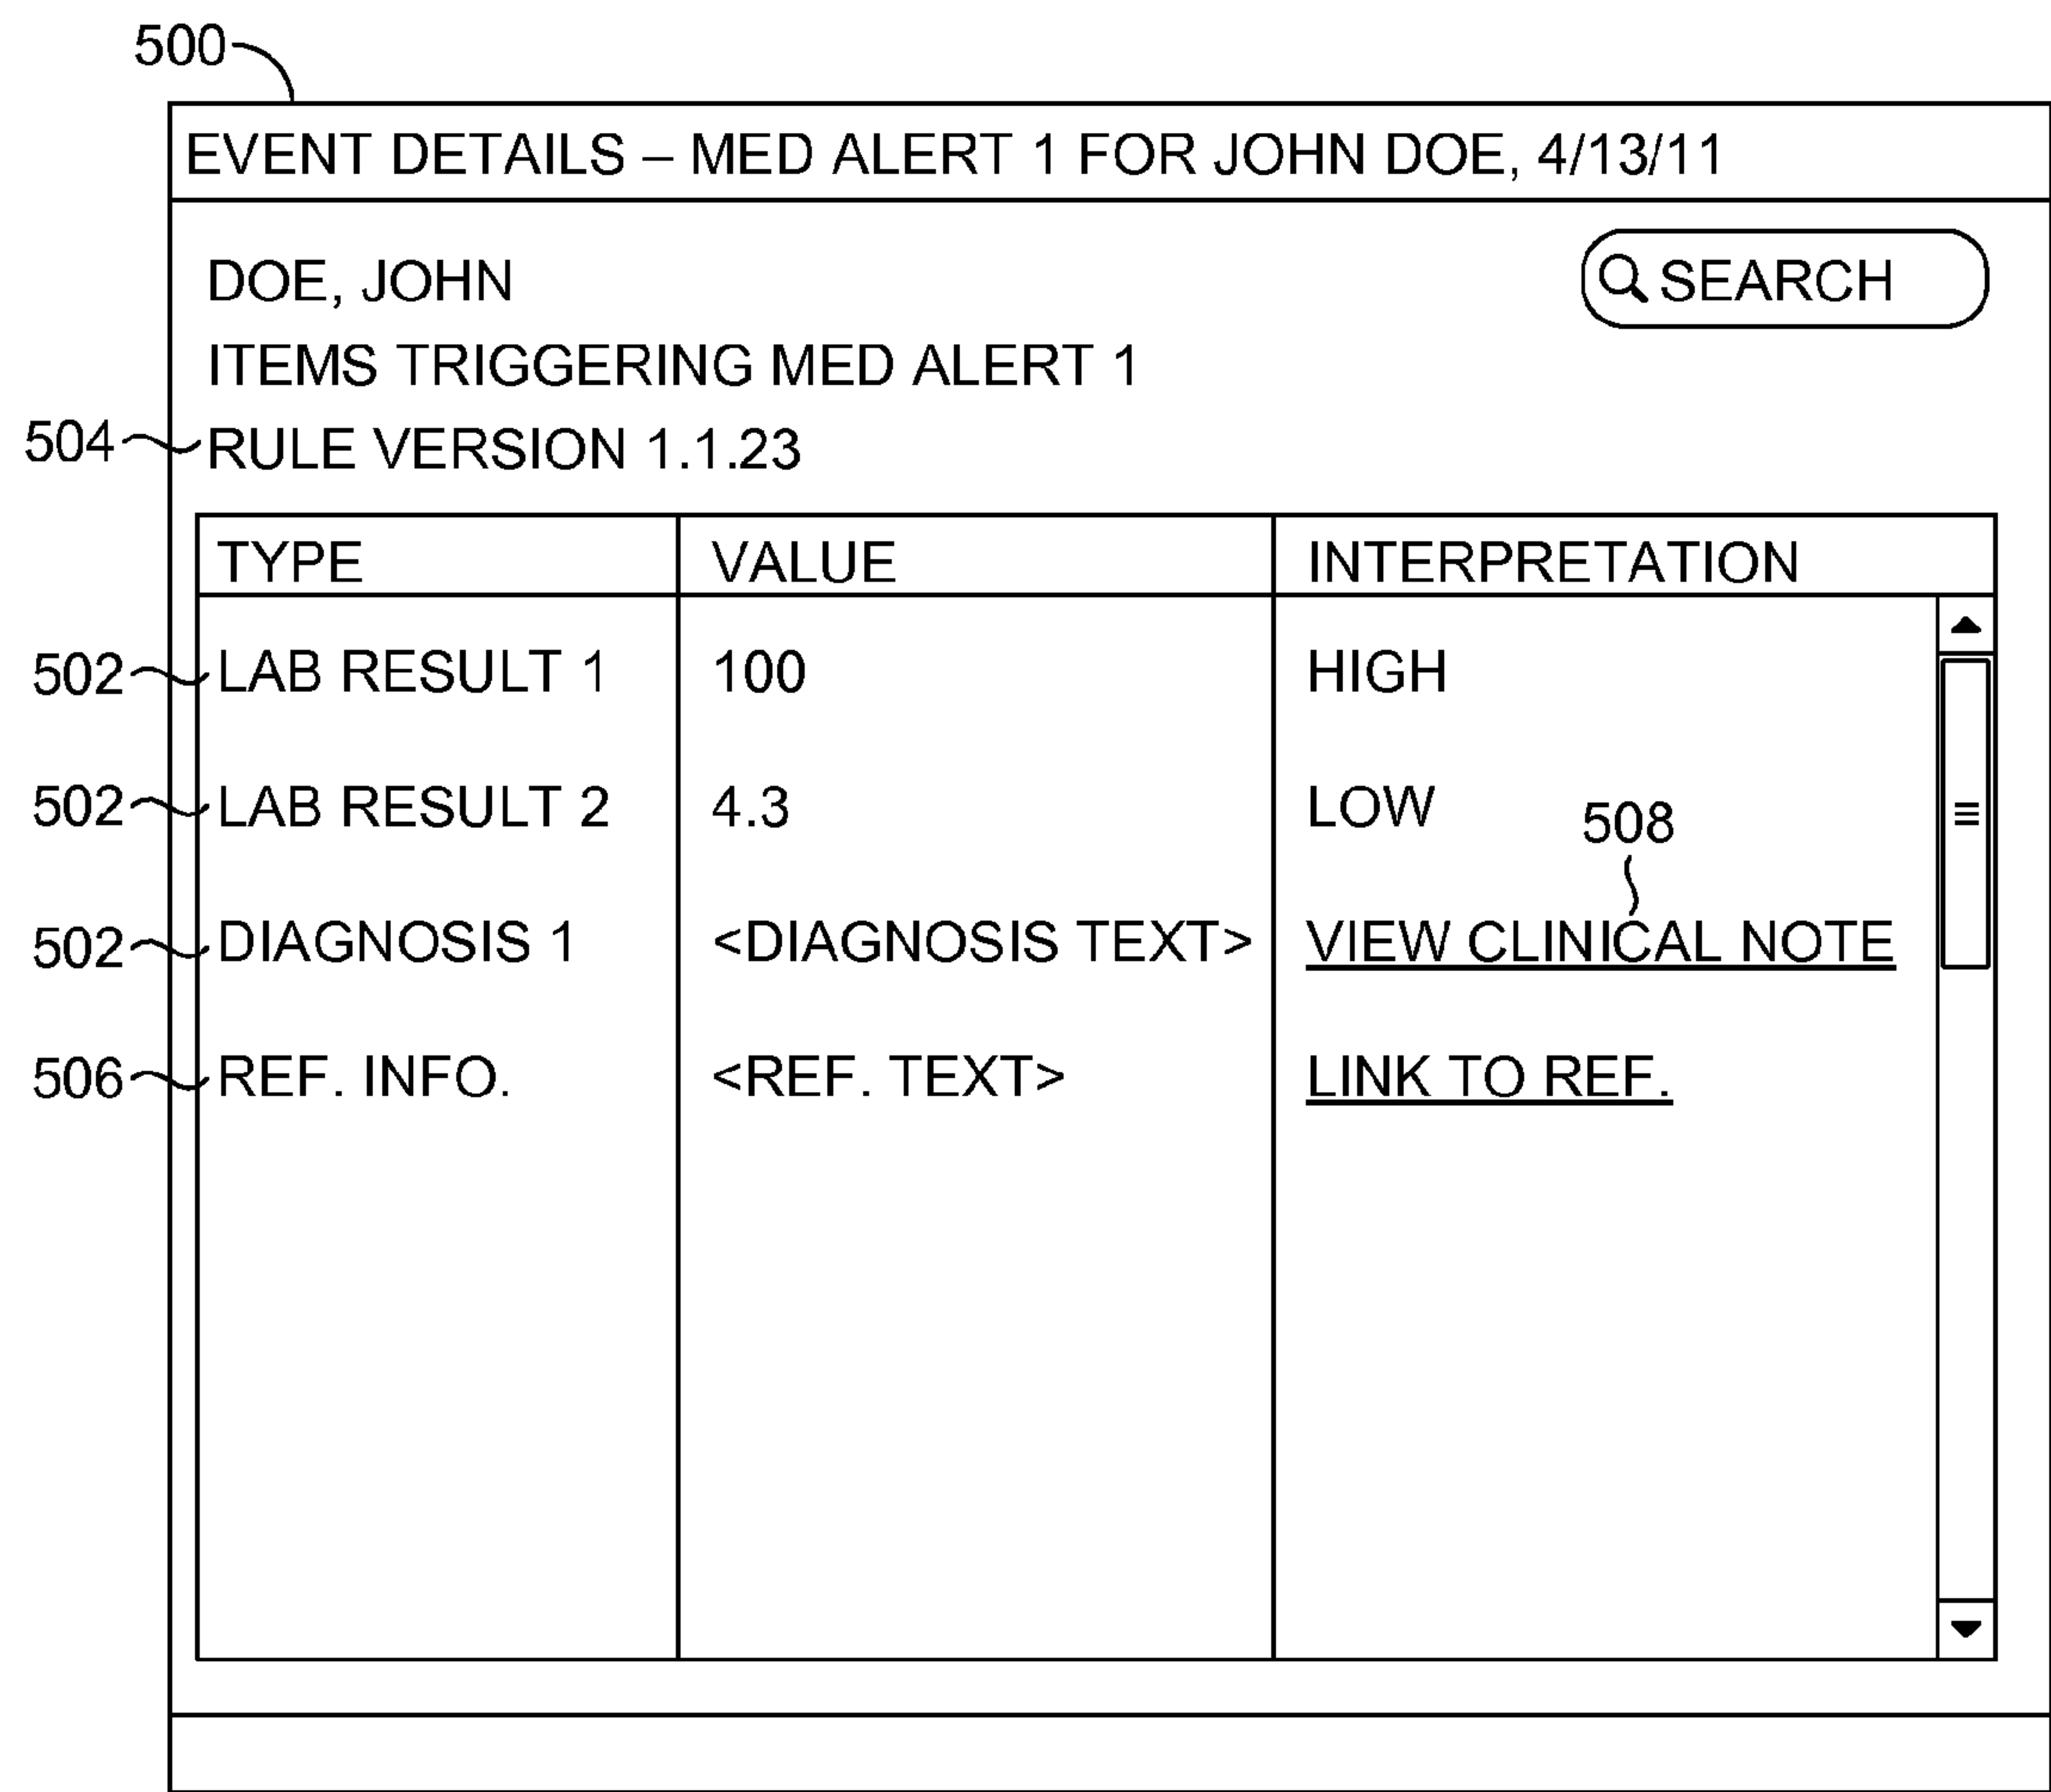 500
EVENT DETAILS – MED ALERT 1 FOR JOHN DOE, 4/13/11
DOE, JOHN
SEARCH
ITEMS TRIGGERING MED ALERT 1
504 RULE VERSION 1.1.23
TYPE VALUE INTERPRETATION
502 LAB RESULT 1 100 HIGH
502 LAB RESULT 2 4.3 LOW
508
502 DIAGNOSIS 1 <DIAGNOSIS TEXT> VIEW CLINICAL NOTE
506 REF. INFO. <REF. TEXT> LINK TO REF.